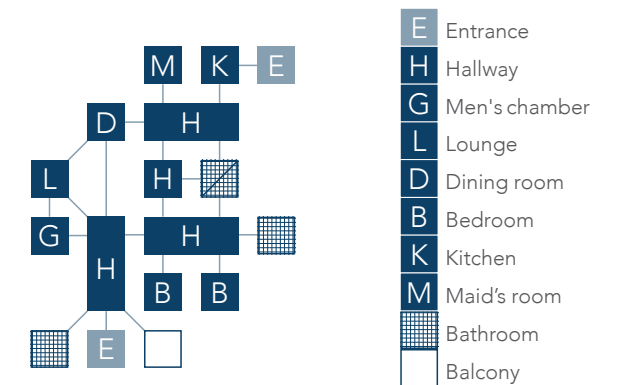 M K E
D H
L H
G H
H
B B
E
E Entrance
H Hallway
G Men's chamber
L Lounge
D Dining room
B Bedroom
K Kitchen
M Maid's room
Bathroom
Balcony